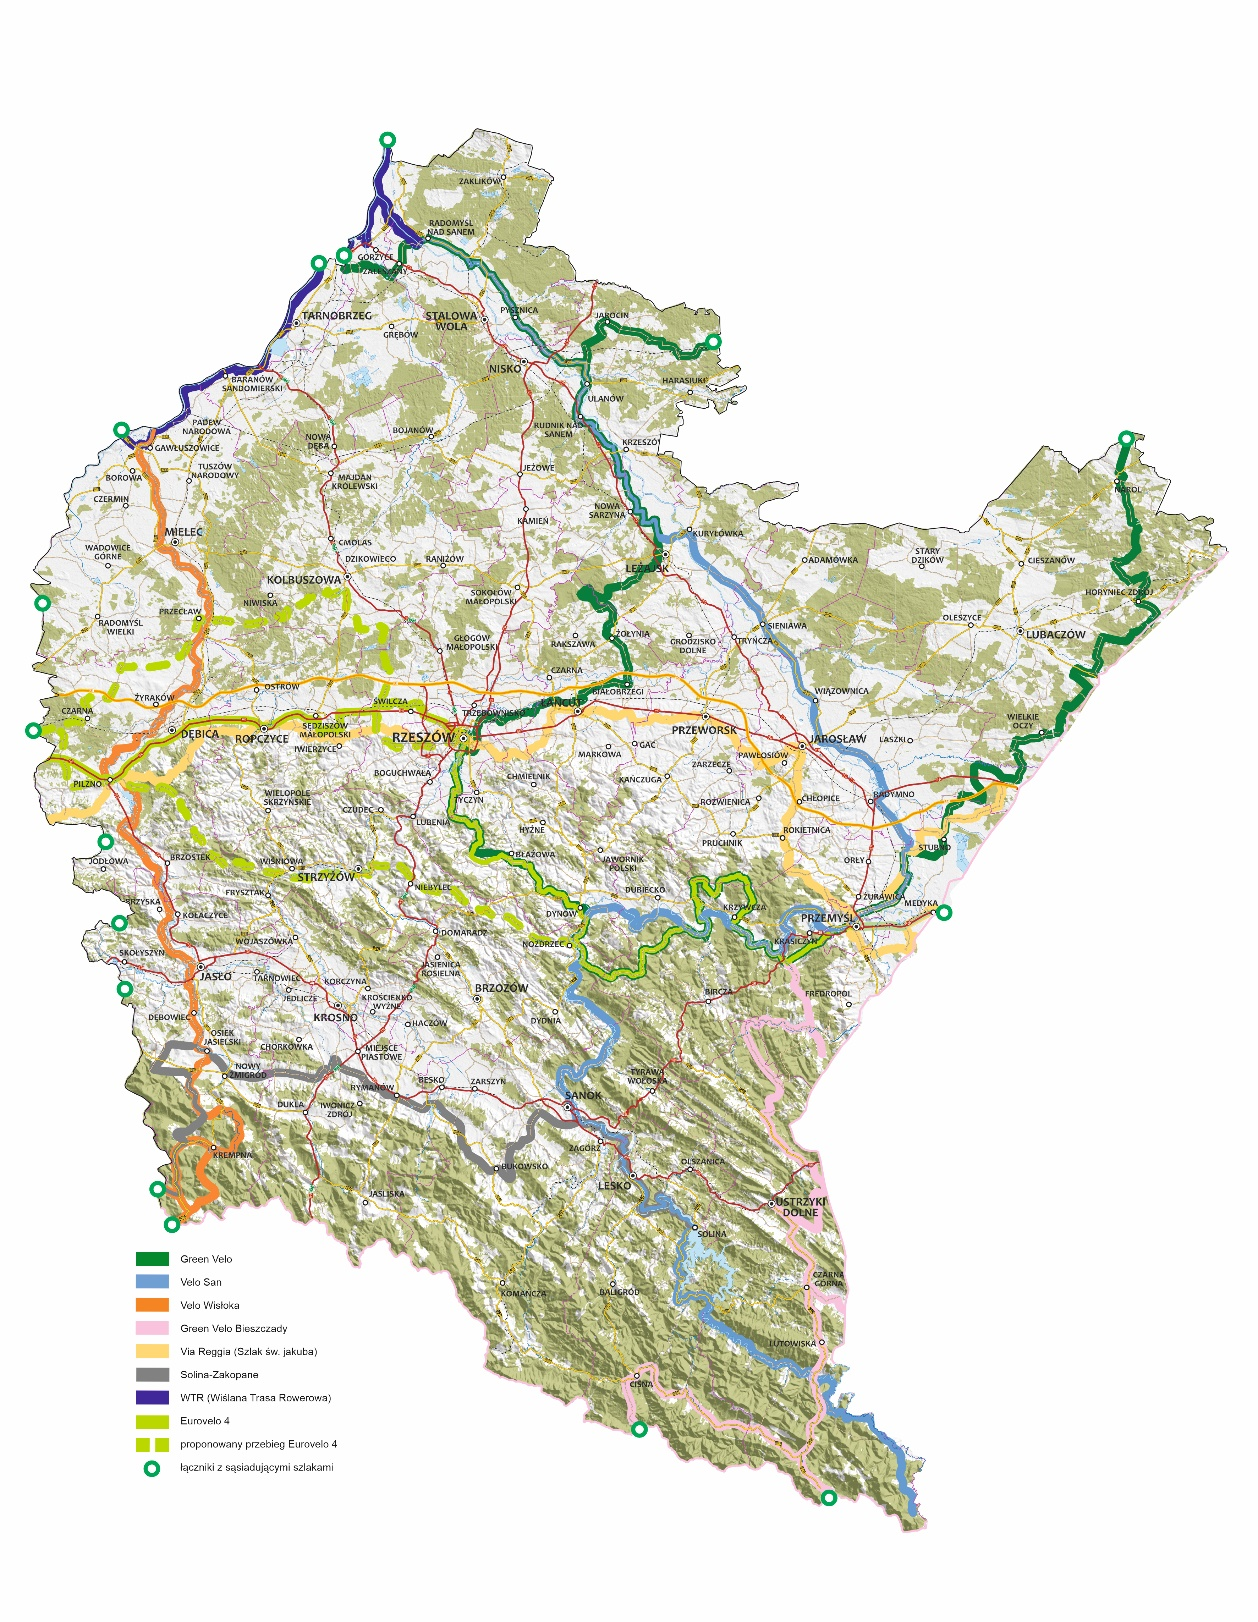 ZAKLIKÓW
RADOMYŚL
NAD SANEM
GORZYCE
ZALESZANY
TARNOBRZEG
STALOWA
WOLA
PYSZNICA
JAROCIN
GRĘBÓW
NISKO
HARASIUKI
BARANÓW
SANDOMIERSKI
ULANÓW
PADEW
NARODOWA
NOWA
DĘBA
BOJANÓW
RUDNIK NAD
SANEM
KRZESZÓ
GAWŁUSZOWICE
BOROWA
TUSZÓW
NARODOWY
MAJDAN
KRÓLEWSKI
JEŻOWE
NAROL
CZERMIN
NOWA
SARZYNA
KAMIEŃ
MIELEC
CMOLAS
KURYŁÓWKA
WADOWICE
GÓRNE
DZIKOWIEC
RANIŻÓW
LEŻAJSK
ADAMÓWKA
STARY
DZIKÓW
CIESZANÓW
KOLBUSZOWA
NIWISKA
SOKOŁÓW
MAŁOPOLSKI
HORYNIEC-ZDRÓJ
PRZECŁAW
RADOMYŚL
WIELKI
OLESZYCE
SIENIAWA
LUBACZÓW
GŁOGÓW
MAŁOPOLSKI
RAKSZAWA
ŻOŁYNIA
GRODZISKO
DOLNE
TRYŃCZA
CZARNA
OSTRÓW
BIAŁOBRZEGI
WIĄZOWNICA
ŻYRAKÓW
ŚWILCZA
ŁAŃCUT
CZARNA
TRZEBOWNISKO
WIELKIE
OCZY
DĘBICA
ROPCZYCE
SĘDZISZÓW
MAŁOPOLSKI
RZESZÓW
PRZEWORSK
JAROSŁAW
LASZKI
IWIERZYCE
MARKOWA
GAĆ
PAWŁOSIÓW
ZARZECZE
BOGUCHWAŁA
CHMIELNIK
KAŃCZUGA
PILZNO
WIELOPOLE
SKRZYŃSKIE
TYCZYN
ROŹWIENICA
CHŁOPICE
RADYMNO
CZUDEC
LUBENIA
HYŻNE
ROKIETNICA
PRUCHNIK
STUBNO
JODŁOWA
BRZOSTEK
WIŚNIOWA
STRZYŻÓW
BŁAŻOWA
JAWORNIK
POLSKI
ORŁY
FRYSZTAK
NIEBYLEC
DUBIECKO
BRZYSKA
KOŁACZYCE
DYNÓW
KRZYWCZA
ŻURAWICA
MEDYKA
PRZEMYŚL
WOJASZÓWKA
DOMARADZ
NOZDRZEC
KRASICZYN
SKOŁYSZYN
JASŁO
TARNOWIEC
JASIENICA
ROSIELNA
JEDLICZE
KORCZYNA
KROŚCIENKO
WYŻNE
BRZOZÓW
BIRCZA
FREDROPOL
DĘBOWIEC
KROSNO
HACZÓW
DYDNIA
OSIEK
JASIELSKI
CHORKÓWKA
MIEJSCE
PIASTOWE
NOWY
ŻMIGRÓD
RYMANÓW
BESKO
ZARSZYN
TYRAWA
WOŁOSKA
SANOK
DUKLA
IWONICZ
ZDRÓJ
KREMPNA
ZAGÓRZ
BUKOWSKO
OLSZANICA
LESKO
JAŚLISKA
USTRZYKI
DOLNE
SOLINA
CZARNA
GÓRNA
KOMAŃCZA
BALIGRÓD
LUTOWISKA
CISNA
Green Velo
Velo San
Velo Wisłoka
Green Velo Bieszczady
Via Reggia (Szlak św. jakuba)
Solina-Zakopane
WTR (Wiślana Trasa Rowerowa)
Eurovelo 4
proponowany przebieg Eurovelo 4
łączniki z sąsiadującymi szlakami